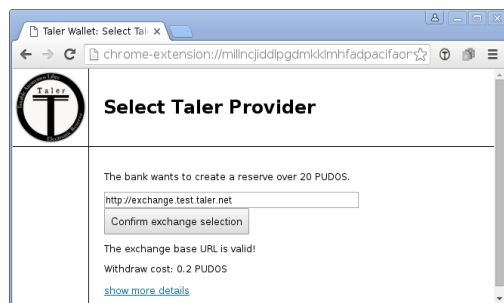 Taler Wallet: Select Tal
chrome-extension://millncjiddlpgdmkklmhfadpacifaor
Taler
Select Taler Provider
The bank wants to create a reserve over 20 PUDOS.
http://exchange.test.taler.net
Confirm exchange selection
The exchange base URL is valid!
Withdraw cost: 0.2 PUDOS
show more details